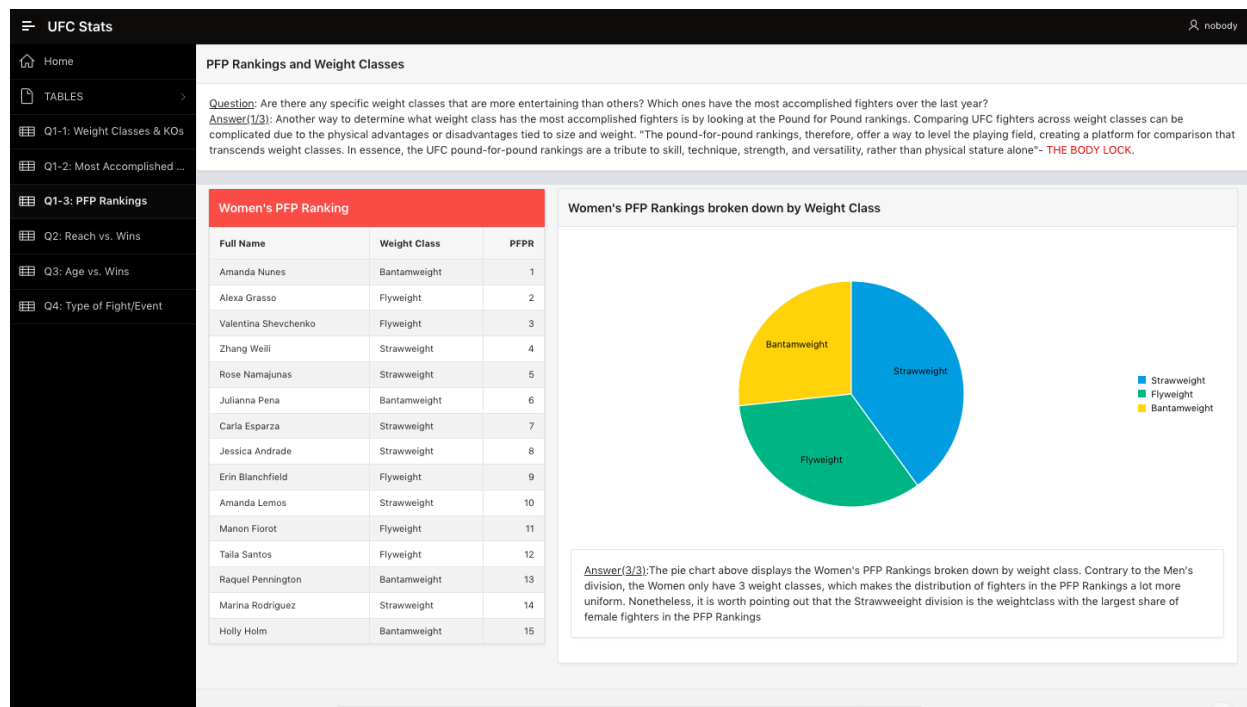 UFC Stats
nobody
Home
TABLES
Q1-1: Weight Classes & KOs
Q1-2: Most Accomplished ...
Q1-3: PFP Rankings
Q2: Reach vs. Wins
Q3: Age vs. Wins
Q4: Type of Fight/Event
PFP Rankings and Weight Classes
Question: Are there any specific weight classes that are more entertaining than others? Which ones have the most accomplished fighters over the last year?
Answer(1/3): Another way to determine what weight class has the most accomplished fighters is by looking at the Pound for Pound rankings. Comparing UFC fighters across weight classes can be
complicated due to the physical advantages or disadvantages tied to size and weight. "The pound-for-pound rankings, therefore, offer a way to level the playing field, creating a platform for comparison that
transcends weight classes. In essence, the UFC pound-for-pound rankings are a tribute to skill, technique, strength, and versatility, rather than physical stature alone"- THE BODY LOCK.
Women's PFP Ranking
Full Name Weight Class PFPR
Amanda Nunes Bantamweight 1
Alexa Grasso Flyweight 2
Valentina Shevchenko Flyweight 3
Zhang Weili Strawweight 4
Rose Namajunas Strawweight 5
Julianna Pena Bantamweight 6
Carla Esparza Strawweight 7
Jessica Andrade Strawweight 8
Erin Blanchfield Flyweight 9
Amanda Lemos Strawweight 10
Manon Fiorot Flyweight 11
Taila Santos Flyweight 12
Raquel Pennington Bantamweight 13
Marina Rodriguez Strawweight 14
Holly Holm Bantamweight 15
Women's PFP Rankings broken down by Weight Class
Bantamweight
Strawweight
Flyweight
Strawweight
Flyweight
Bantamweight
Answer(3/3):The pie chart above displays the Women's PFP Rankings broken down by weight class. Contrary to the Men's
division, the Women only have 3 weight classes, which makes the distribution of fighters in the PFP Rankings a lot more
uniform. Nonetheless, it is worth pointing out that the Strawweeight division is the weightclass with the largest share of
female fighters in the PFP Rankings